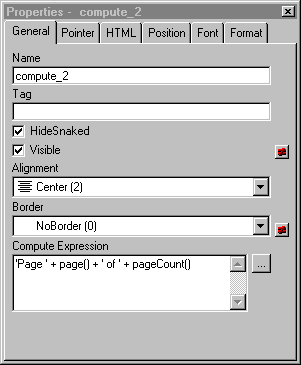 Properties - compute_2
General Pointer HTML Position Font Format
Name
compute_2
Tag
HideSnaked
Visible
Alignment
Center (2)
Border
NoBorder (0)
Compute Expression
'Page ' + page() + ' of ' + pageCount()
...